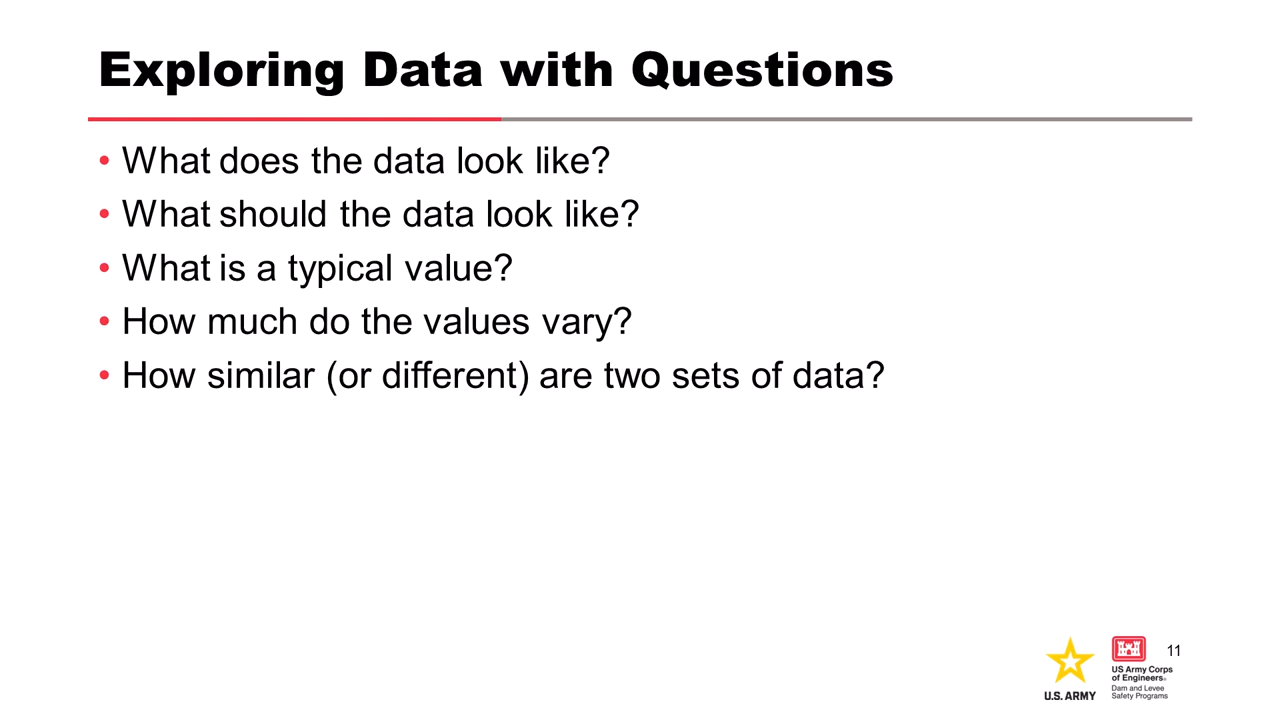 Exploring Data with Questions
• What does the data look like?
• What should the data look like?
• What is a typical value?
• How much do the values vary?
• How similar (or different) are two sets of data?
11
U.S. ARMY
US Army Corps
of Engineers®
Dam and Levee
Safety Programs